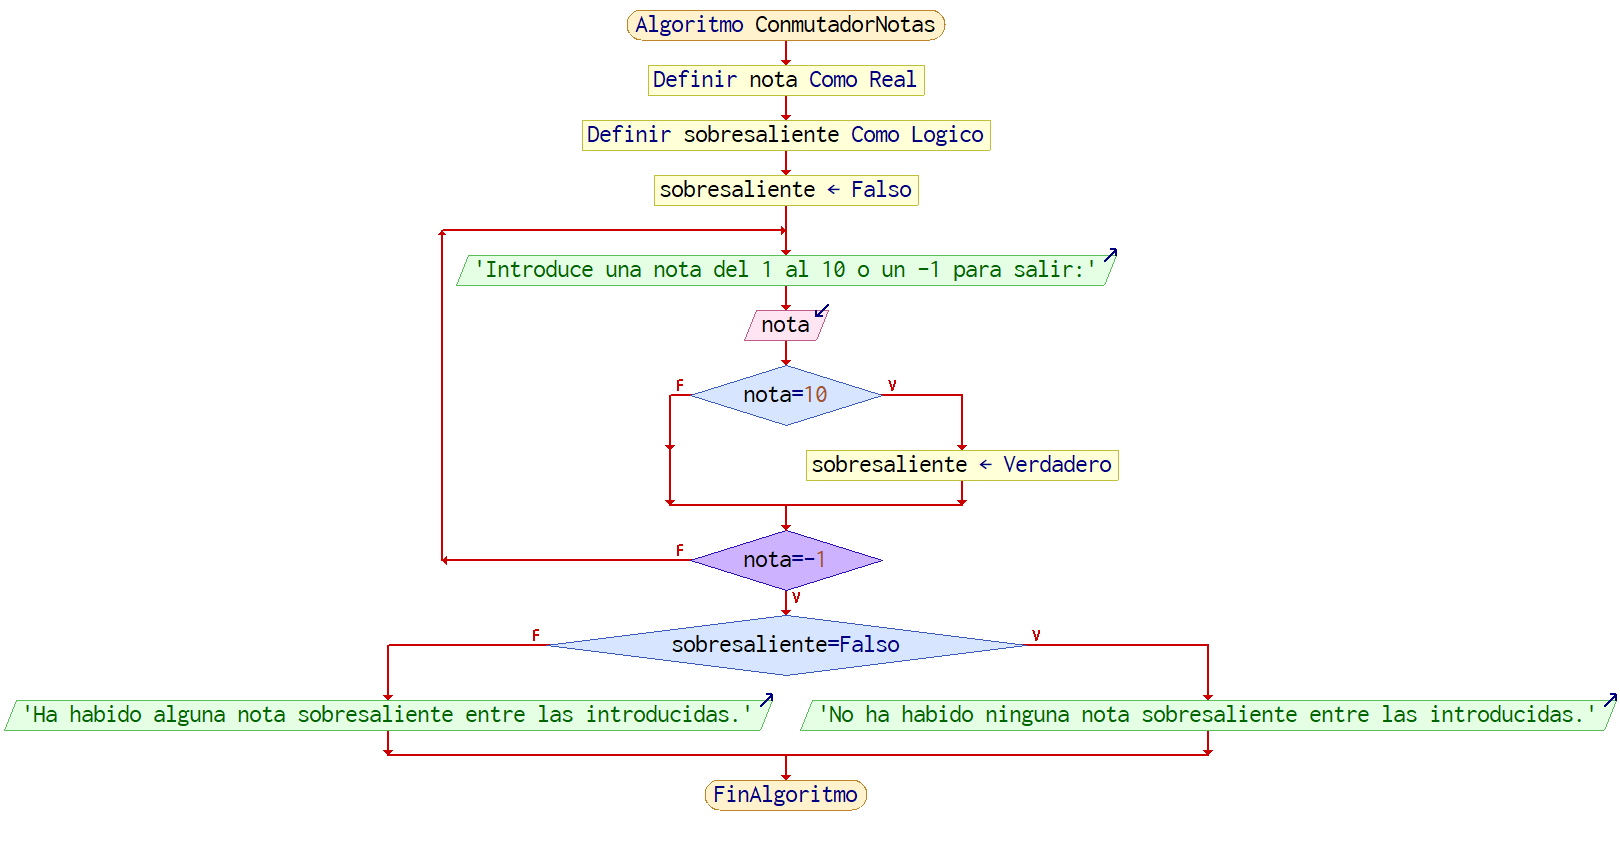 Algoritmo ConmutadorNotas
Definir nota Como Real
Definir sobresaliente Como Logico
sobresaliente ← Falso
'Introduce una nota del 1 al 10 o un -1 para salir:'
nota
F
V
nota=10
sobresaliente ← Verdadero
F
nota=-1
V
F
V
sobresaliente=Falso
'Ha habido alguna nota sobresaliente entre las introducidas.'
'No ha habido ninguna nota sobresaliente entre las introducidas.'
FinAlgoritmo